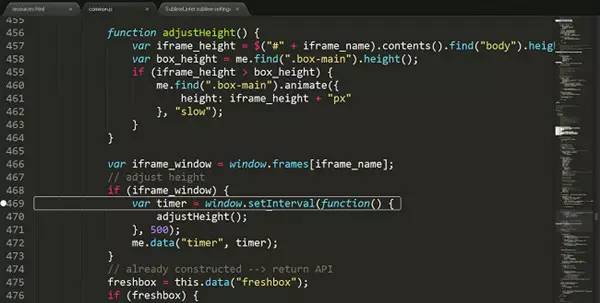 resources.html
common.js
SublimeLinter.sublime-settings
455
456 function adjustHeight() {
457 var iframe_height = $("#" + iframe_name).contents().find("body").heig
458 var box_height = me.find(".box-main").height();
459 if (iframe_height > box_height) {
460 me.find(".box-main").animate({
461 height: iframe_height + "px"
462 }, "slow");
463 }
464 }
465
466 var iframe_window = window.frames[iframe_name];
467 // adjust height
468 if (iframe_window) {
469 var timer = window.setInterval(function() {
470 adjustHeight();
471 }, 500);
472 me.data("timer", timer);
473 }
474 // already constructed --> return API
475 freshbox = this.data("freshbox");
476 if (freshbox) {